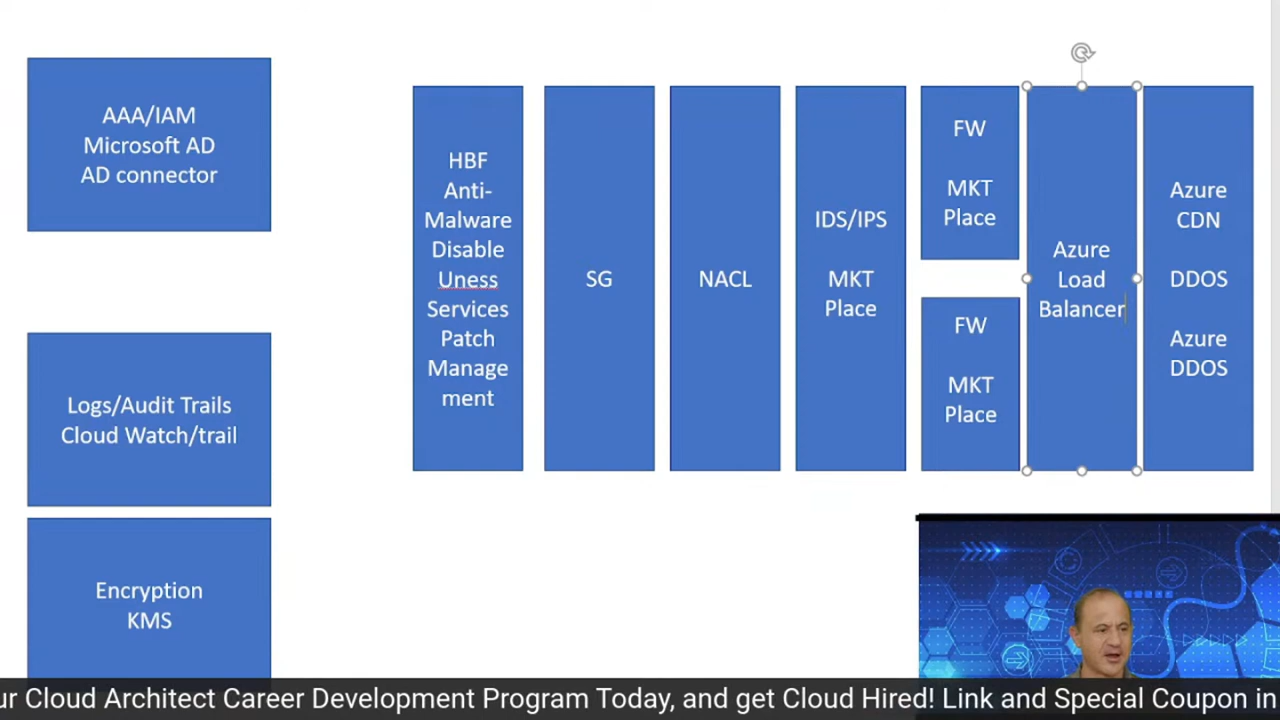 AAA/IAM
Microsoft AD
AD connector
Logs/Audit Trails
Cloud Watch/trail
Encryption
KMS
HBF
Anti-
Malware
Disable
Uness
Services
Patch
Manage
ment
SG
NACL
IDS/IPS
MKT
Place
FW
MKT
Place
FW
MKT
Place
Azure
Load
Balancer
Azure
CDN
DDOS
Azure
DDOS
ur Cloud Architect Career Development Program Today, and get Cloud Hired! Link and Special Coupon in